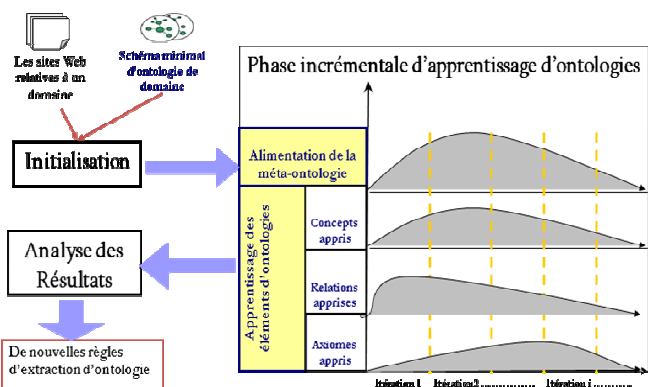 Les sites Web
relatives à un
domaine
Schéma minimal
d'ontologie de
domaine
Initialisation
Analyse des
Résultats
De nouvelles règles
d'extraction d'ontologie
Phase incrémentale d'apprentissage d'ontologies
Alimentation de la
méta-ontologie
Apprentissage des
éléments d'ontologies
Concepts
appris
Relations
apprises
Axiomes
appris
Itération 1 Itération2 ................ Itération i ............